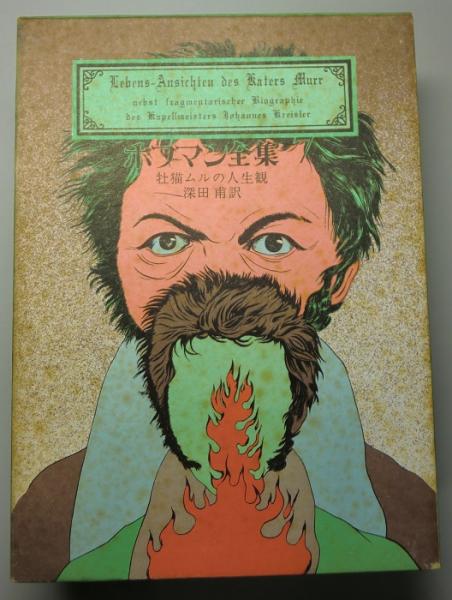 Lebens-Ansichten des Katers Murr
nebst fragmentarischer Biographie
des Kapellmeisters Johannes Kreisler
ホフマン全集
牡猫ムルの人生観
深田 甫訳